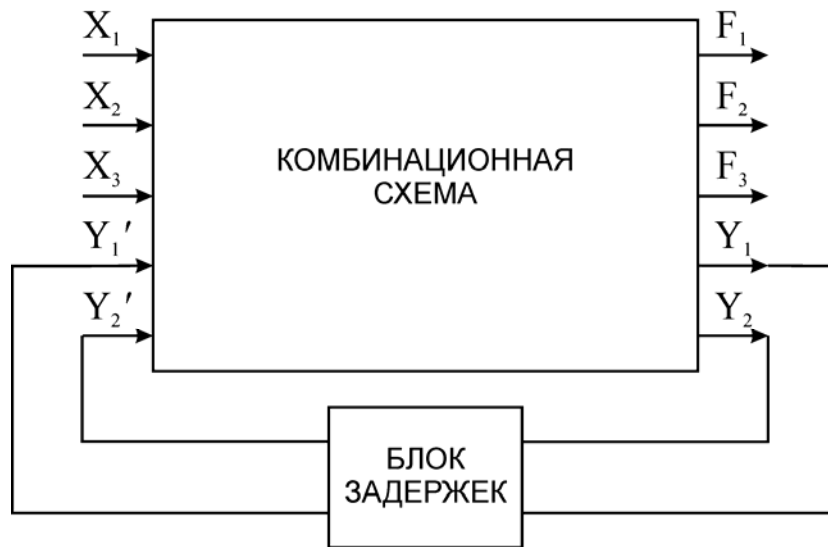 X₁ F₁
X₂ F₂
КОМБИНАЦИОННАЯ
СХЕМА
X₃ F₃
Y₁′ Y₁
Y₂′ Y₂
БЛОК
ЗАДЕРЖЕК